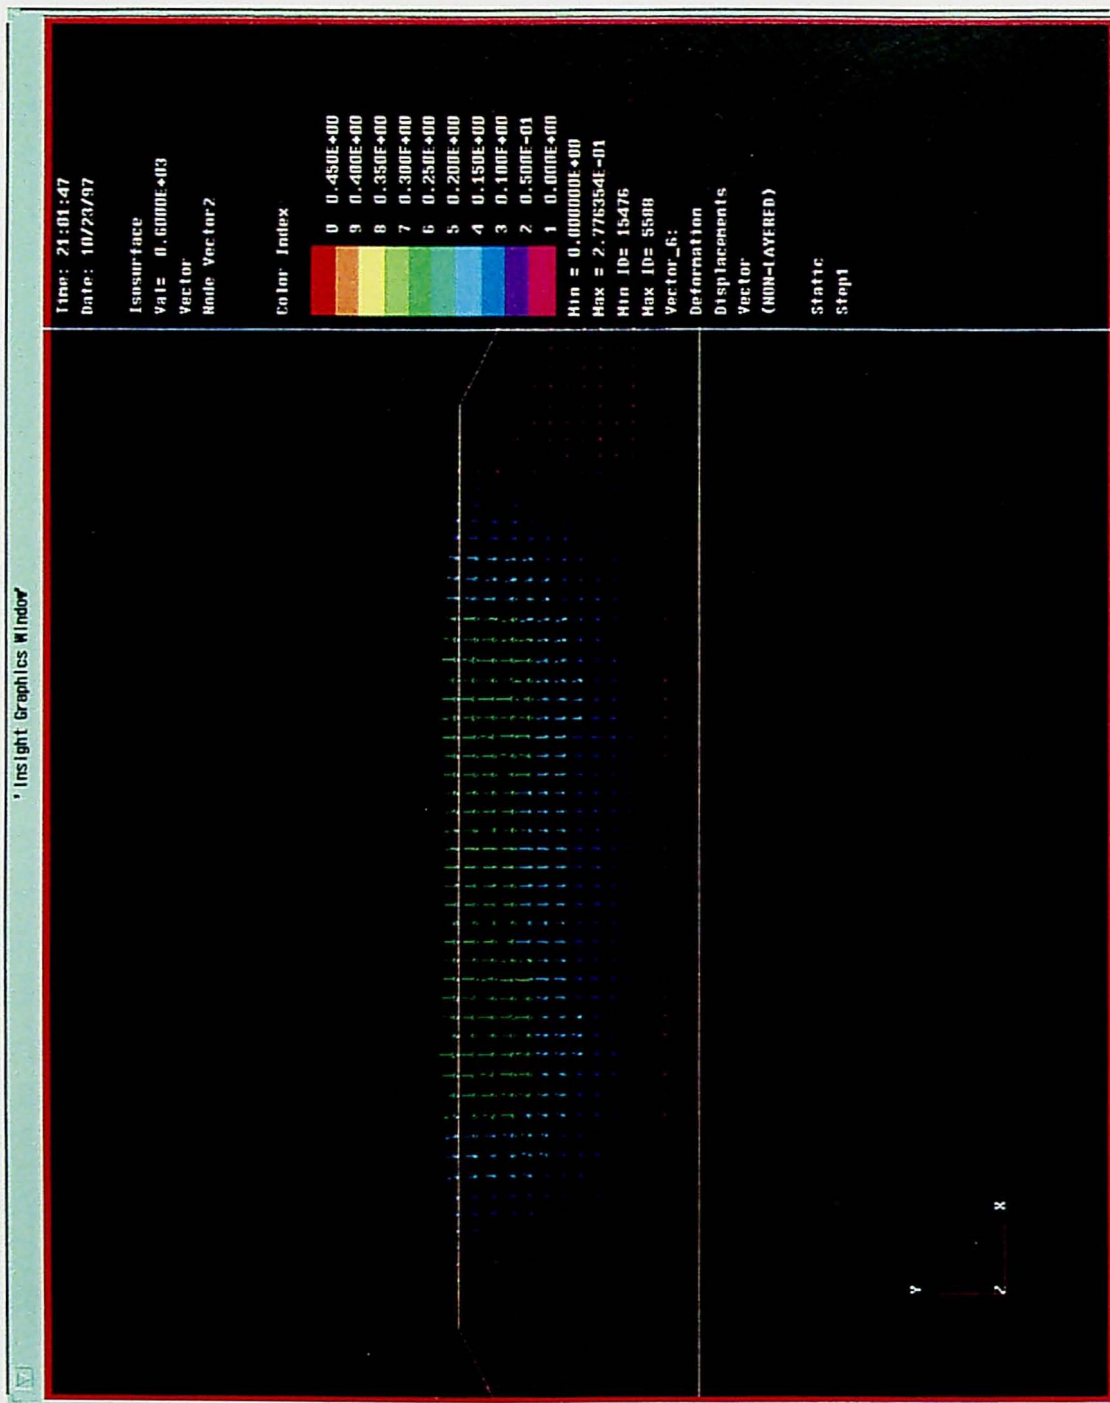 'Insight Graphics Window'
Time: 21:01:47
Date: 10/23/97
Isosurface
Val= 0.6000E+03
Vector
Node Vector2
Color Index
0 0.450E+00
9 0.400E+00
8 0.350E+00
7 0.300E+00
6 0.250E+00
5 0.200E+00
4 0.150E+00
3 0.100E+00
2 0.500E-01
1 0.000E+00
Min = 0.000000E+00
Max = 2.776354E-01
Min ID= 15476
Max ID= 5508
Vector_6:
Deformation
Displacements
Vector
(NON-LAYERED)
Static
Step1
Y
Z X